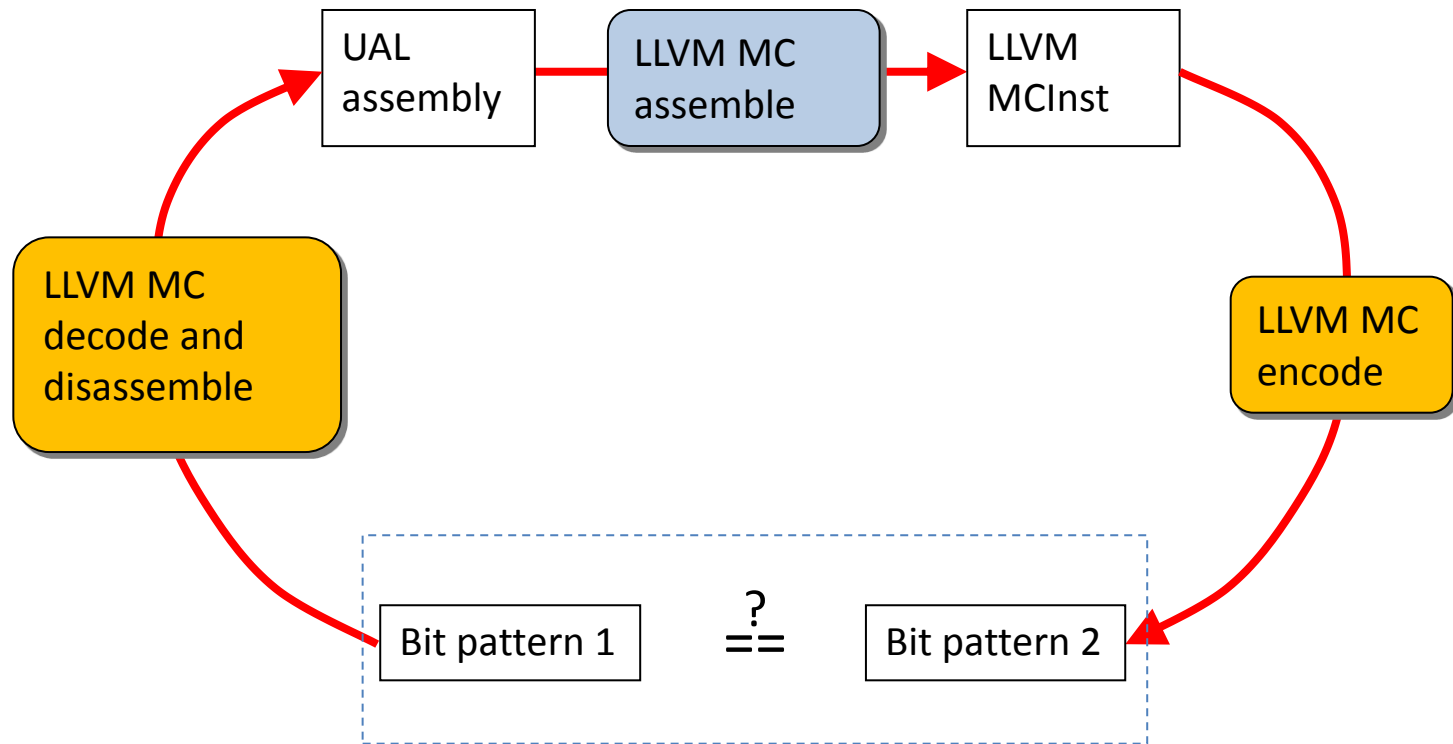 UAL
assembly
LLVM MC
assemble
LLVM
MCInst
LLVM MC
decode and
disassemble
LLVM MC
encode
?
Bit pattern 1
==
Bit pattern 2